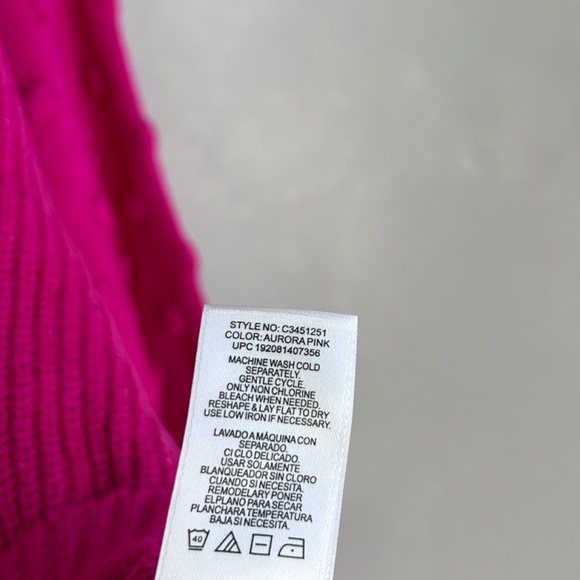 STYLE NO: C3451251
COLOR: AURORA PINK
UPC 192081407356
MACHINE WASH COLD
SEPARATELY.
GENTLE CYCLE.
ONLY NON CHLORINE
BLEACH WHEN NEEDED.
RESHAPE & LAY FLAT TO DRY
USE LOW IRON IF NECESSARY.
LAVADO A MÁQUINA CON
SEPARADO.
CI CLO DELICADO.
USAR SOLAMENTE
BLANQUEADOR SIN CLORO
CUANDO SI NECESITA.
REMODELARY PONER
ELPLANO PARA SECAR
PLANCHARA TEMPERATURA
BAJA SI NECESITA.
40